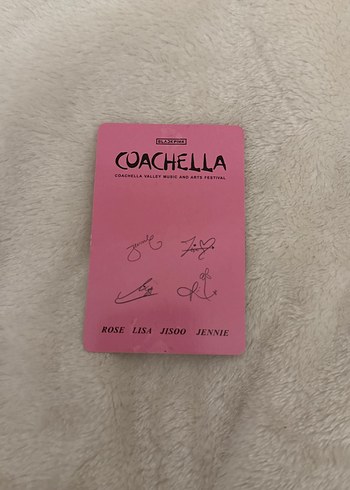 BLACKPINK
COACHELLA
COACHELLA VALLEY MUSIC AND ARTS FESTIVAL
ROSE LISA JISOO JENNIE